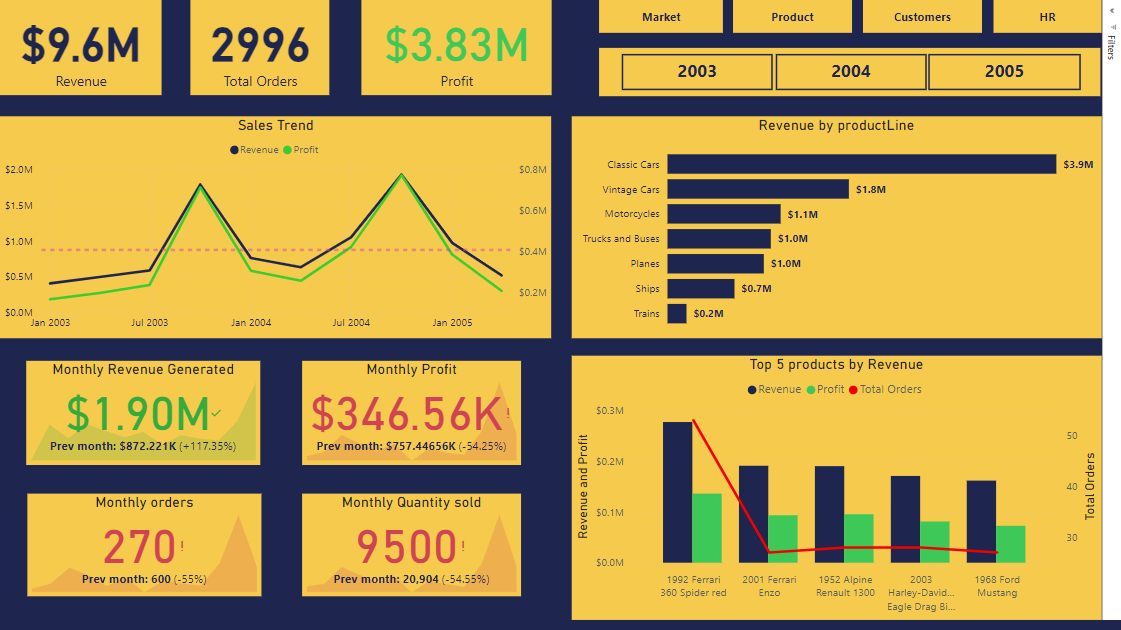 $9.6M
Revenue
2996
Total Orders
$3.83M
Profit
Market
Product
Customers
HR
2003
2004
2005
Filters
Sales Trend
Revenue Profit
$2.0M
$1.5M
$1.0M
$0.5M
$0.0M
$0.8M
$0.6M
$0.4M
$0.2M
Jan 2003
Jul 2003
Jan 2004
Jul 2004
Jan 2005
Revenue by productLine
Classic Cars $3.9M
Vintage Cars $1.8M
Motorcycles $1.1M
Trucks and Buses $1.0M
Planes $1.0M
Ships $0.7M
Trains $0.2M
Monthly Revenue Generated
$1.90M
Prev month: $872.221K (+117.35%)
Monthly Profit
$346.56K!
Prev month: $757.44656K (-54.25%)
Monthly orders
270!
Prev month: 600 (-55%)
Monthly Quantity sold
9500!
Prev month: 20,904 (-54.55%)
Top 5 products by Revenue
Revenue Profit Total Orders
Revenue and Profit
$0.3M
$0.2M
$0.1M
$0.0M
50
40
30
Total Orders
1992 Ferrari
360 Spider red
2001 Ferrari
Enzo
1952 Alpine
Renault 1300
2003
Harley-David...
Eagle Drag Bi...
1968 Ford
Mustang